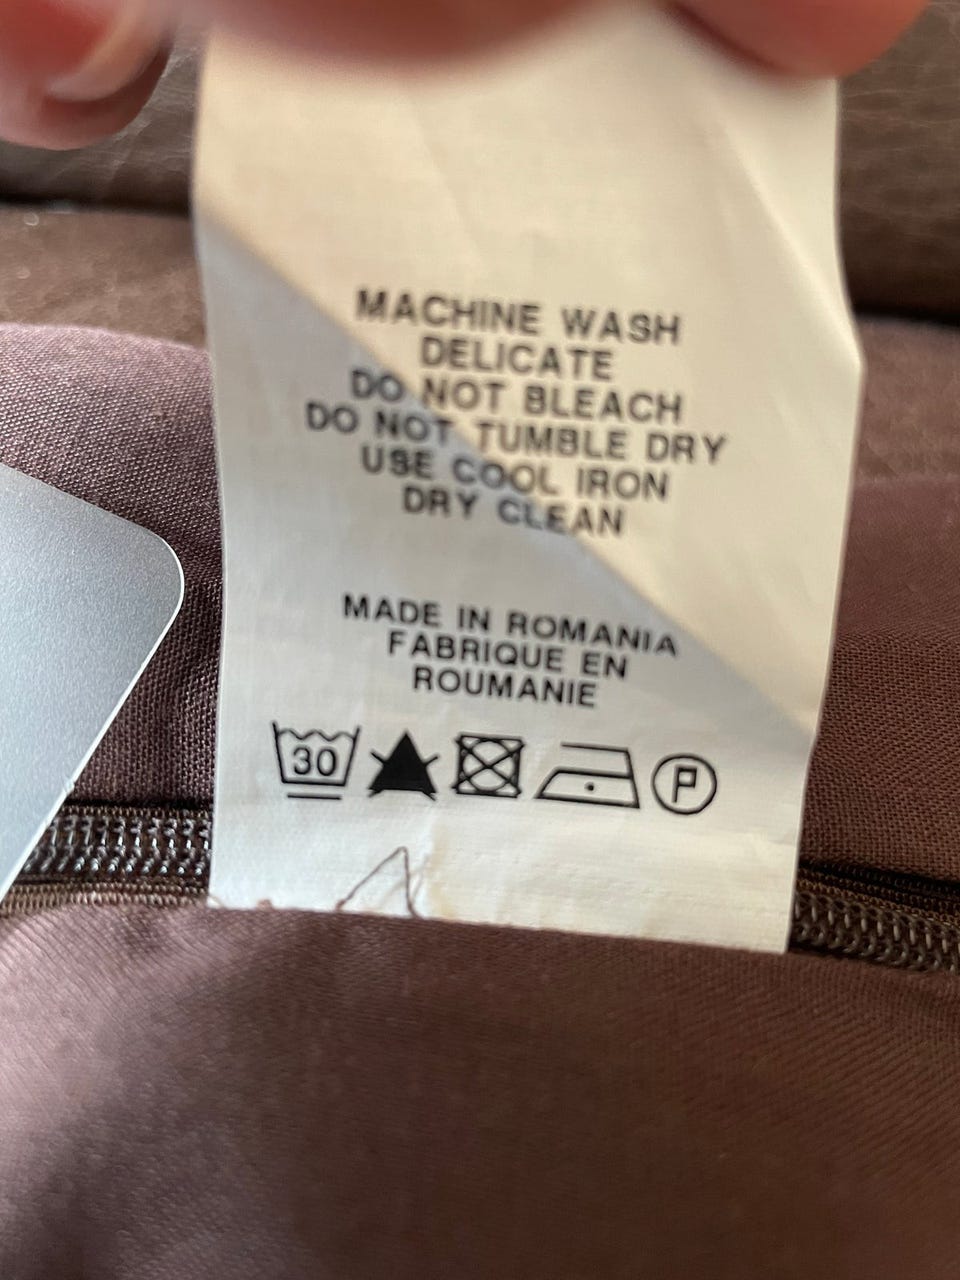 MACHINE WASH
DELICATE
DO NOT BLEACH
DO NOT TUMBLE DRY
USE COOL IRON
DRY CLEAN
MADE IN ROMANIA
FABRIQUE EN
ROUMANIE
30 P